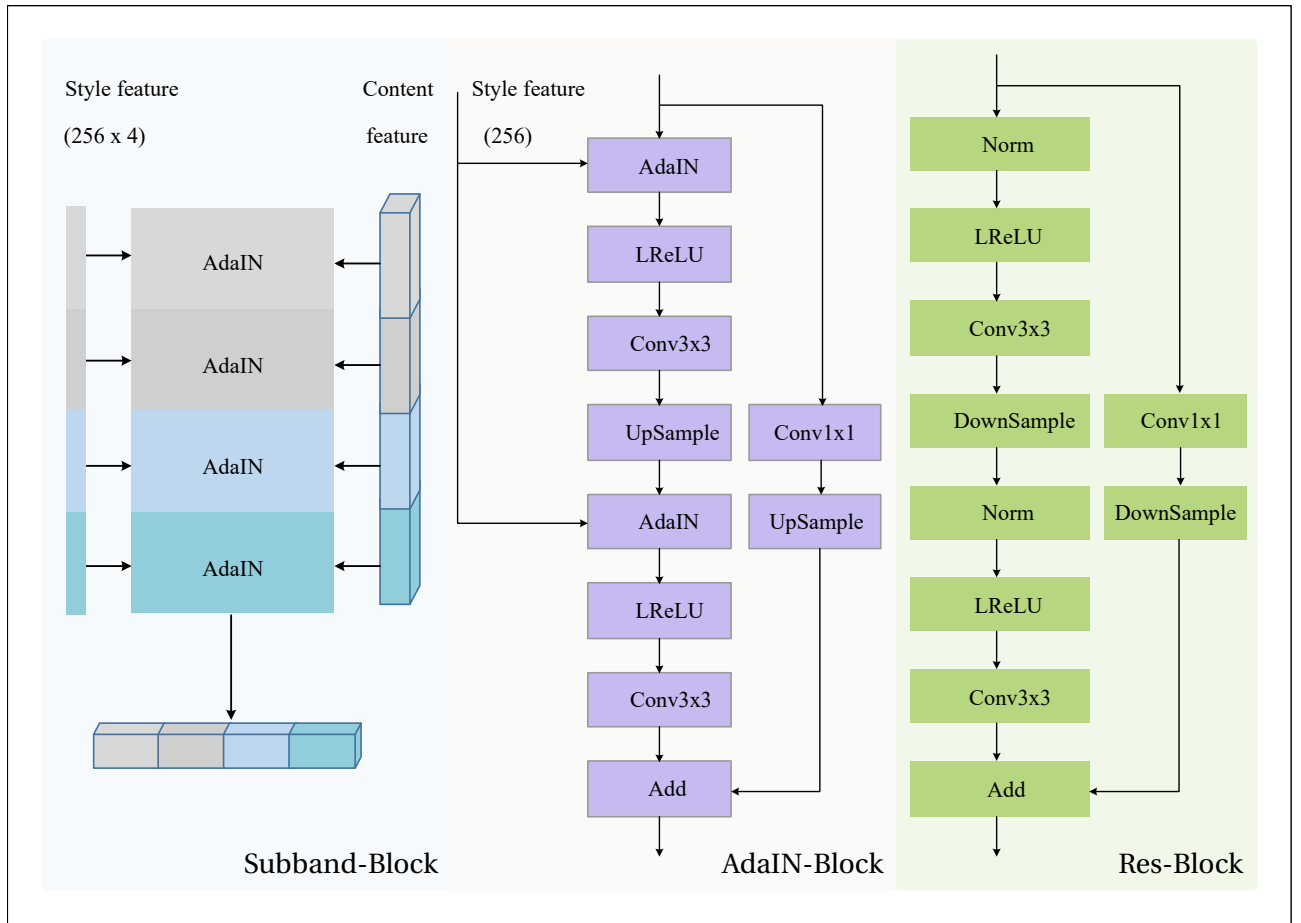 Style feature
(256 x 4)
Content
feature
AdaIN
AdaIN
AdaIN
AdaIN
Subband-Block
Style feature
(256)
AdaIN
LReLU
Conv3x3
UpSample
Conv1x1
AdaIN
UpSample
LReLU
Conv3x3
Add
AdaIN-Block
Norm
LReLU
Conv3x3
DownSample
Conv1x1
Norm
DownSample
LReLU
Conv3x3
Add
Res-Block